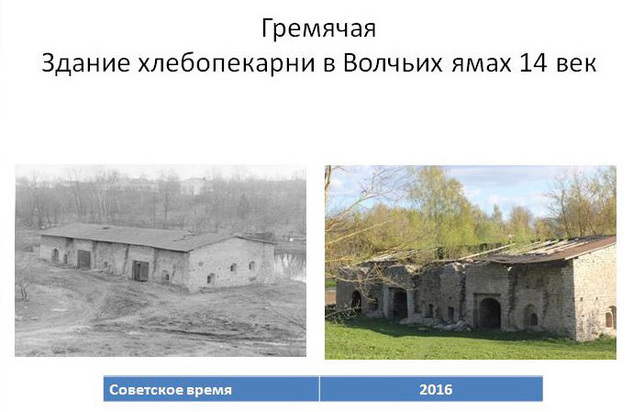 Гремячая
Здание хлебопекарни в Волчьих ямах 14 век
Советское время
2016